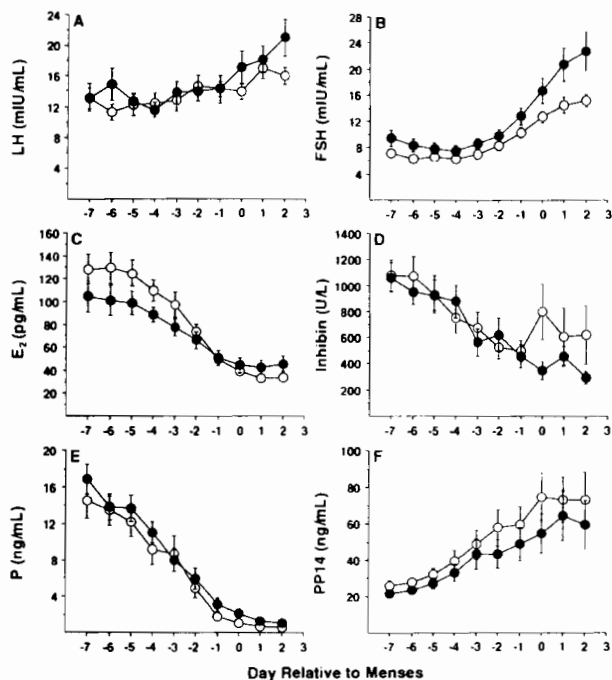 A
LH (mIU/mL)
24
20
16
12
8
4
-7 -6 -5 -4 -3 -2 -1 0 1 2 3
B
FSH (mIU/mL)
28
24
20
16
12
8
4
-7 -6 -5 -4 -3 -2 -1 0 1 2 3
C
E2 (pg/mL)
160
140
120
100
80
60
40
20
-7 -6 -5 -4 -3 -2 -1 0 1 2 3
D
Inhibin (U/L)
1400
1200
1000
800
600
400
-7 -6 -5 -4 -3 -2 -1 0 1 2 3
E
P (ng/mL)
20
16
12
8
4
-7 -6 -5 -4 -3 -2 -1 0 1 2 3
F
PP14 (ng/mL)
100
80
60
40
20
-7 -6 -5 -4 -3 -2 -1 0 1 2 3
Day Relative to Menses